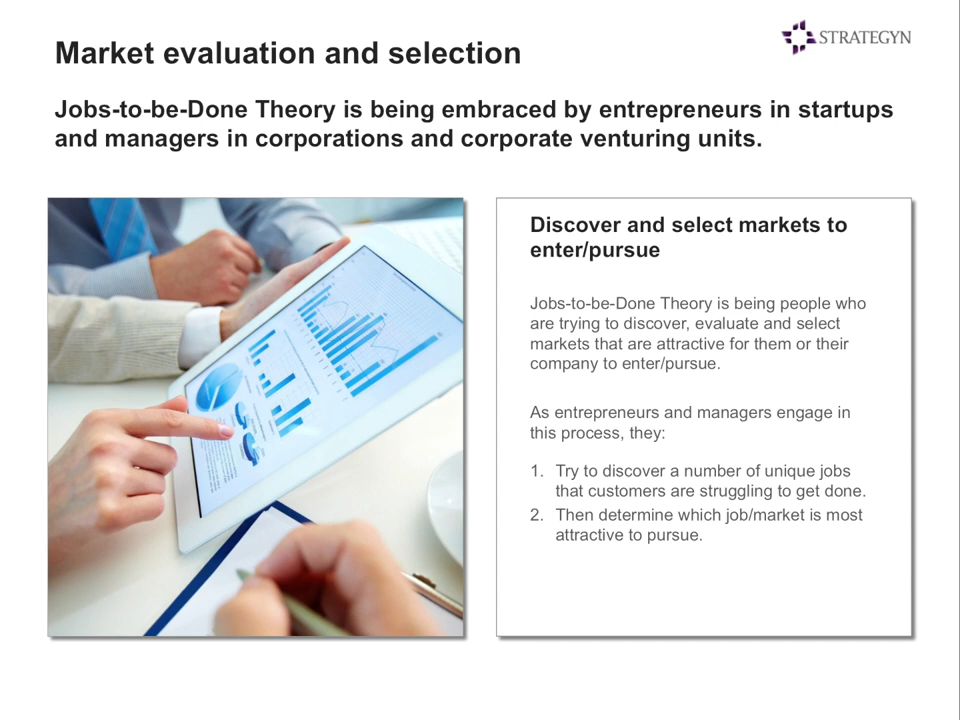 Market evaluation and selection
STRATEGYN
Jobs-to-be-Done Theory is being embraced by entrepreneurs in startups
and managers in corporations and corporate venturing units.
Discover and select markets to
enter/pursue
Jobs-to-be-Done Theory is being people who
are trying to discover, evaluate and select
markets that are attractive for them or their
company to enter/pursue.
As entrepreneurs and managers engage in
this process, they:
1. Try to discover a number of unique jobs
that customers are struggling to get done.
2. Then determine which job/market is most
attractive to pursue.